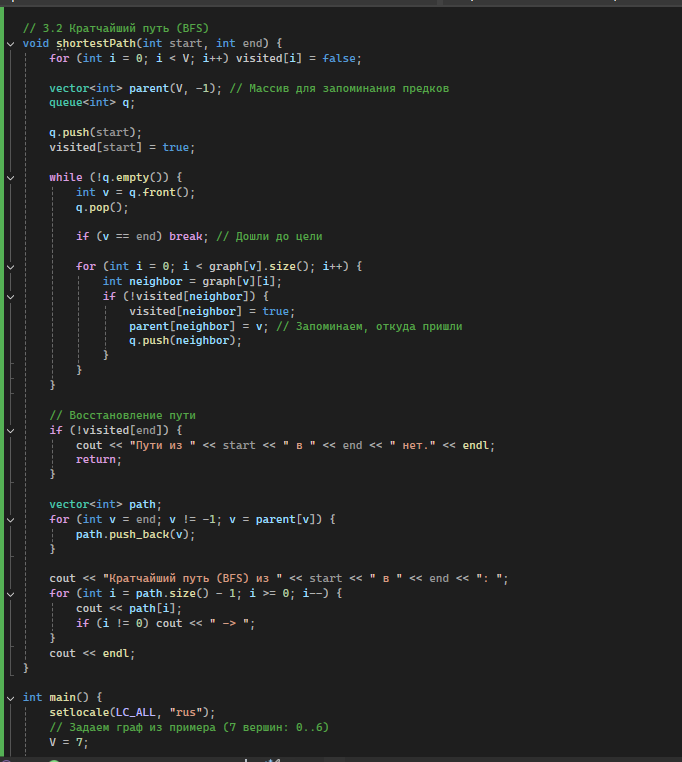 // 3.2 Кратчайший путь (BFS)
void shortestPath(int start, int end) {
for (int i = 0; i < V; i++) visited[i] = false;
vector<int> parent(V, -1); // Массив для запоминания предков
queue<int> q;
q.push(start);
visited[start] = true;
while (!q.empty()) {
int v = q.front();
q.pop();
if (v == end) break; // Дошли до цели
for (int i = 0; i < graph[v].size(); i++) {
int neighbor = graph[v][i];
if (!visited[neighbor]) {
visited[neighbor] = true;
parent[neighbor] = v; // Запоминаем, откуда пришли
q.push(neighbor);
}
}
}
// Восстановление пути
if (!visited[end]) {
cout << "Пути из " << start << " в " << end << " нет." << endl;
return;
}
vector<int> path;
for (int v = end; v != -1; v = parent[v]) {
path.push_back(v);
}
cout << "Кратчайший путь (BFS) из " << start << " в " << end << ": ";
for (int i = path.size() - 1; i >= 0; i--) {
cout << path[i];
if (i != 0) cout << " -> ";
}
cout << endl;
}
int main() {
setlocale(LC_ALL, "rus");
// Задаем граф из примера (7 вершин: 0..6)
V = 7;